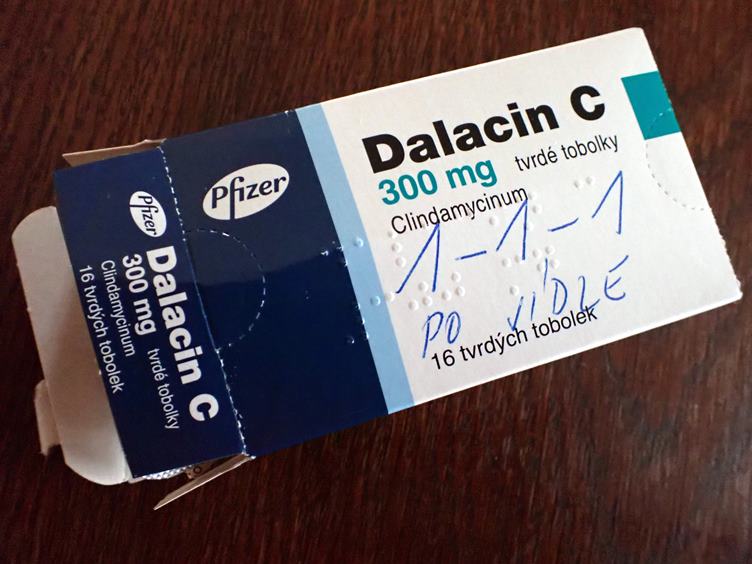 Pfizer
Dalacin C
300 mg tvrdé tobolky
Clindamycinum
1-1-1
PO JÍDLE
16 tvrdých tobolek
Pfizer
Dalacin C
300 mg tvrdé tobolky
Clindamycinum
16 tvrdých tobolek